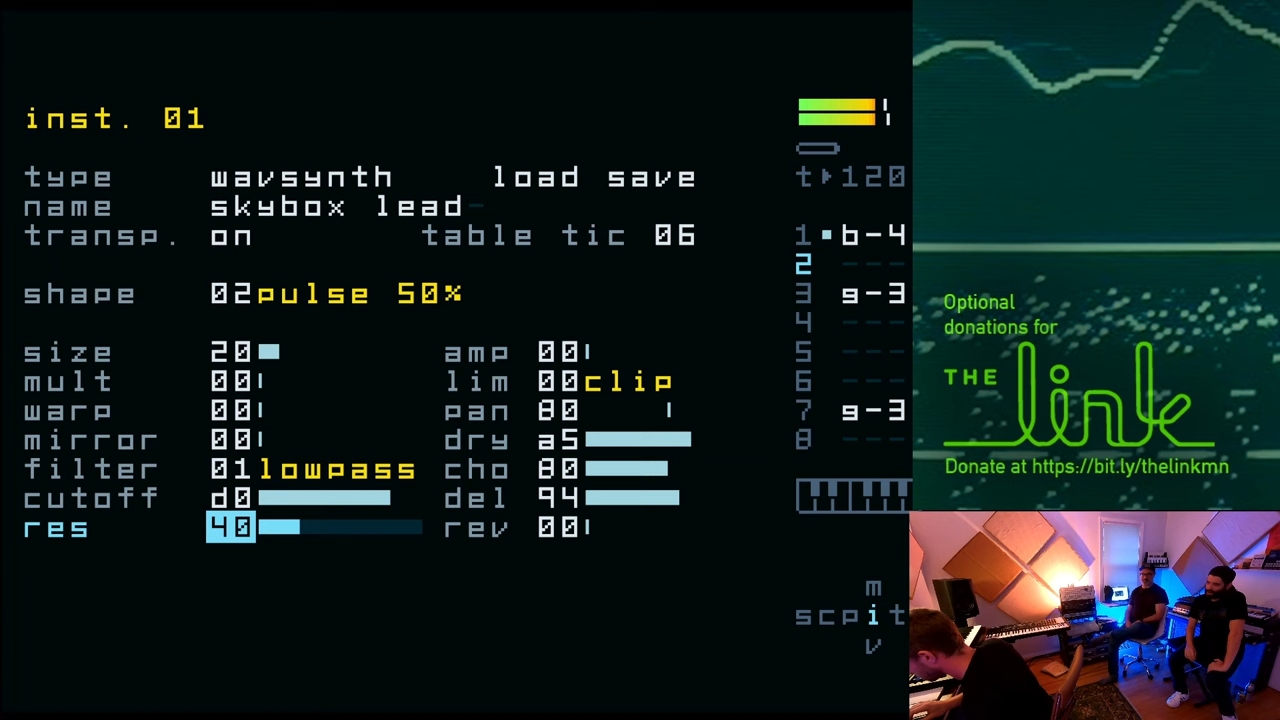 inst. 01
type wavsynth load save
name skybox lead-
transp. on table tic 06
shape 02pulse 50%
size 20 amp 00
mult 00 lim 00clip
warp 00 pan 80
mirror 00 dry a5
filter 01lowpass cho 80
cutoff d0 del 94
res 40 rev 00
t▸120
1 b-4
2 ---
3 g-3
4 ---
5 ---
6 ---
7 g-3
8 ---
m
scpit
v
Optional
donations for
THE link
Donate at https://bit.ly/thelinkmn